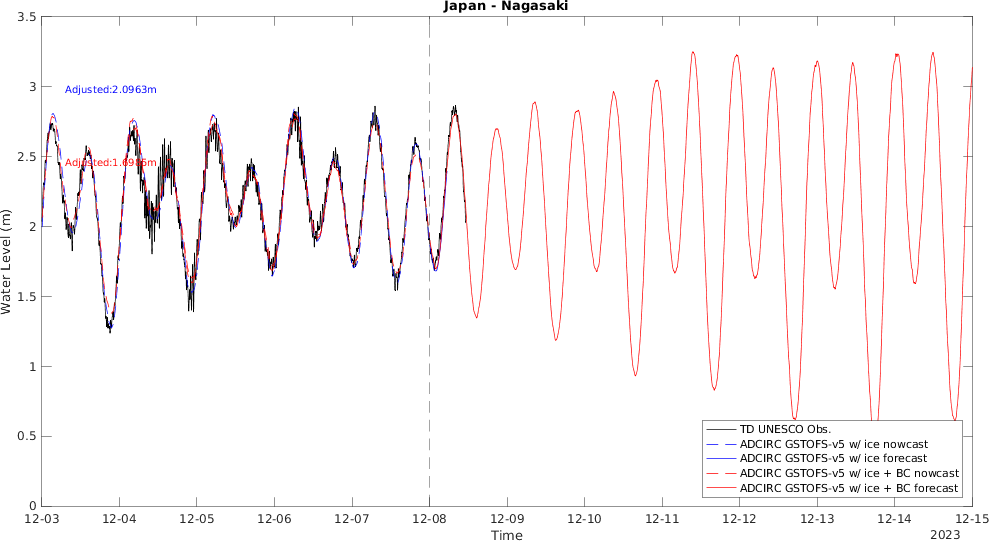 Japan - Nagasaki
3.5
3
2.5
2
1.5
1
0.5
0
Water Level (m)
Adjusted:2.0963m
12-03
12-04
12-05
12-06
12-07
12-08
12-09
12-10
12-11
12-12
12-13
12-14
12-15
Time
2023
TD UNESCO Obs.
ADCIRC GSTOFS-v5 w/ ice nowcast
ADCIRC GSTOFS-v5 w/ ice forecast
ADCIRC GSTOFS-v5 w/ ice + BC nowcast
ADCIRC GSTOFS-v5 w/ ice + BC forecast